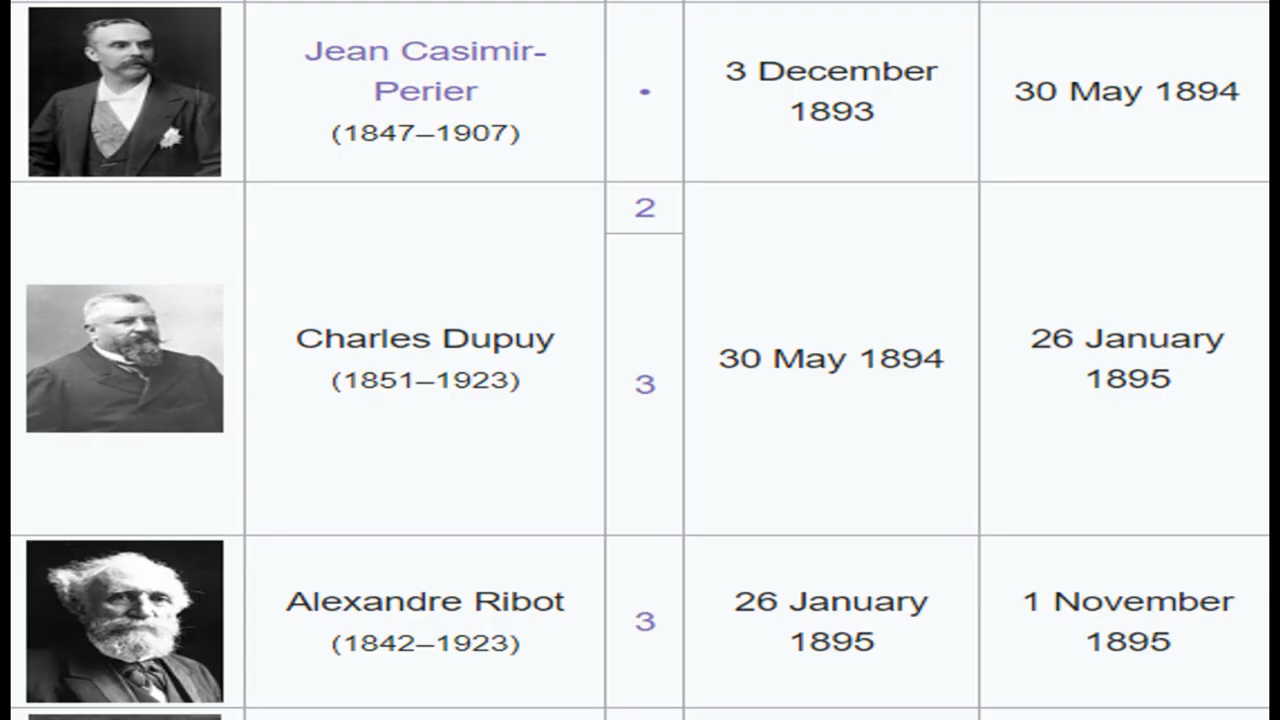 Jean Casimir-
Perier
(1847–1907)
•
3 December
1893
30 May 1894
2
Charles Dupuy
(1851–1923)
3
30 May 1894
26 January
1895
Alexandre Ribot
(1842–1923)
3
26 January
1895
1 November
1895